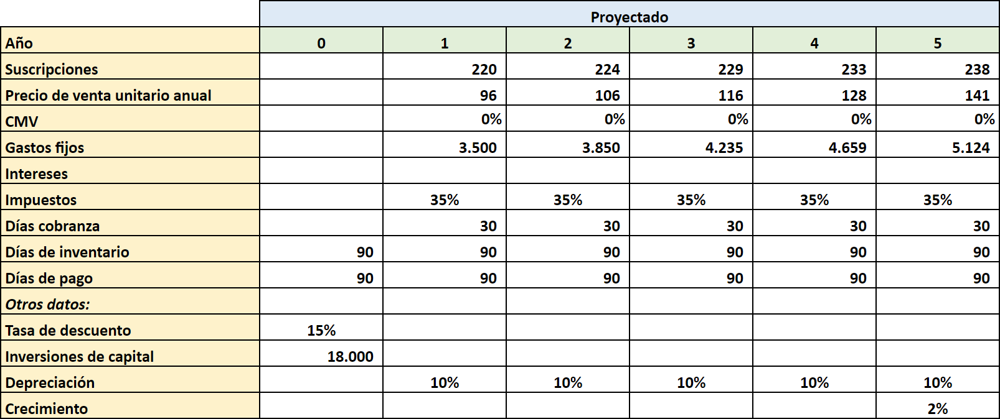 Proyectado
Año 0 1 2 3 4 5
Suscripciones 220 224 229 233 238
Precio de venta unitario anual 96 106 116 128 141
CMV 0% 0% 0% 0% 0%
Gastos fijos 3.500 3.850 4.235 4.659 5.124
Intereses
Impuestos 35% 35% 35% 35% 35%
Días cobranza 30 30 30 30 30
Días de inventario 90 90 90 90 90 90
Días de pago 90 90 90 90 90 90
Otros datos:
Tasa de descuento 15%
Inversiones de capital 18.000
Depreciación 10% 10% 10% 10% 10%
Crecimiento 2%